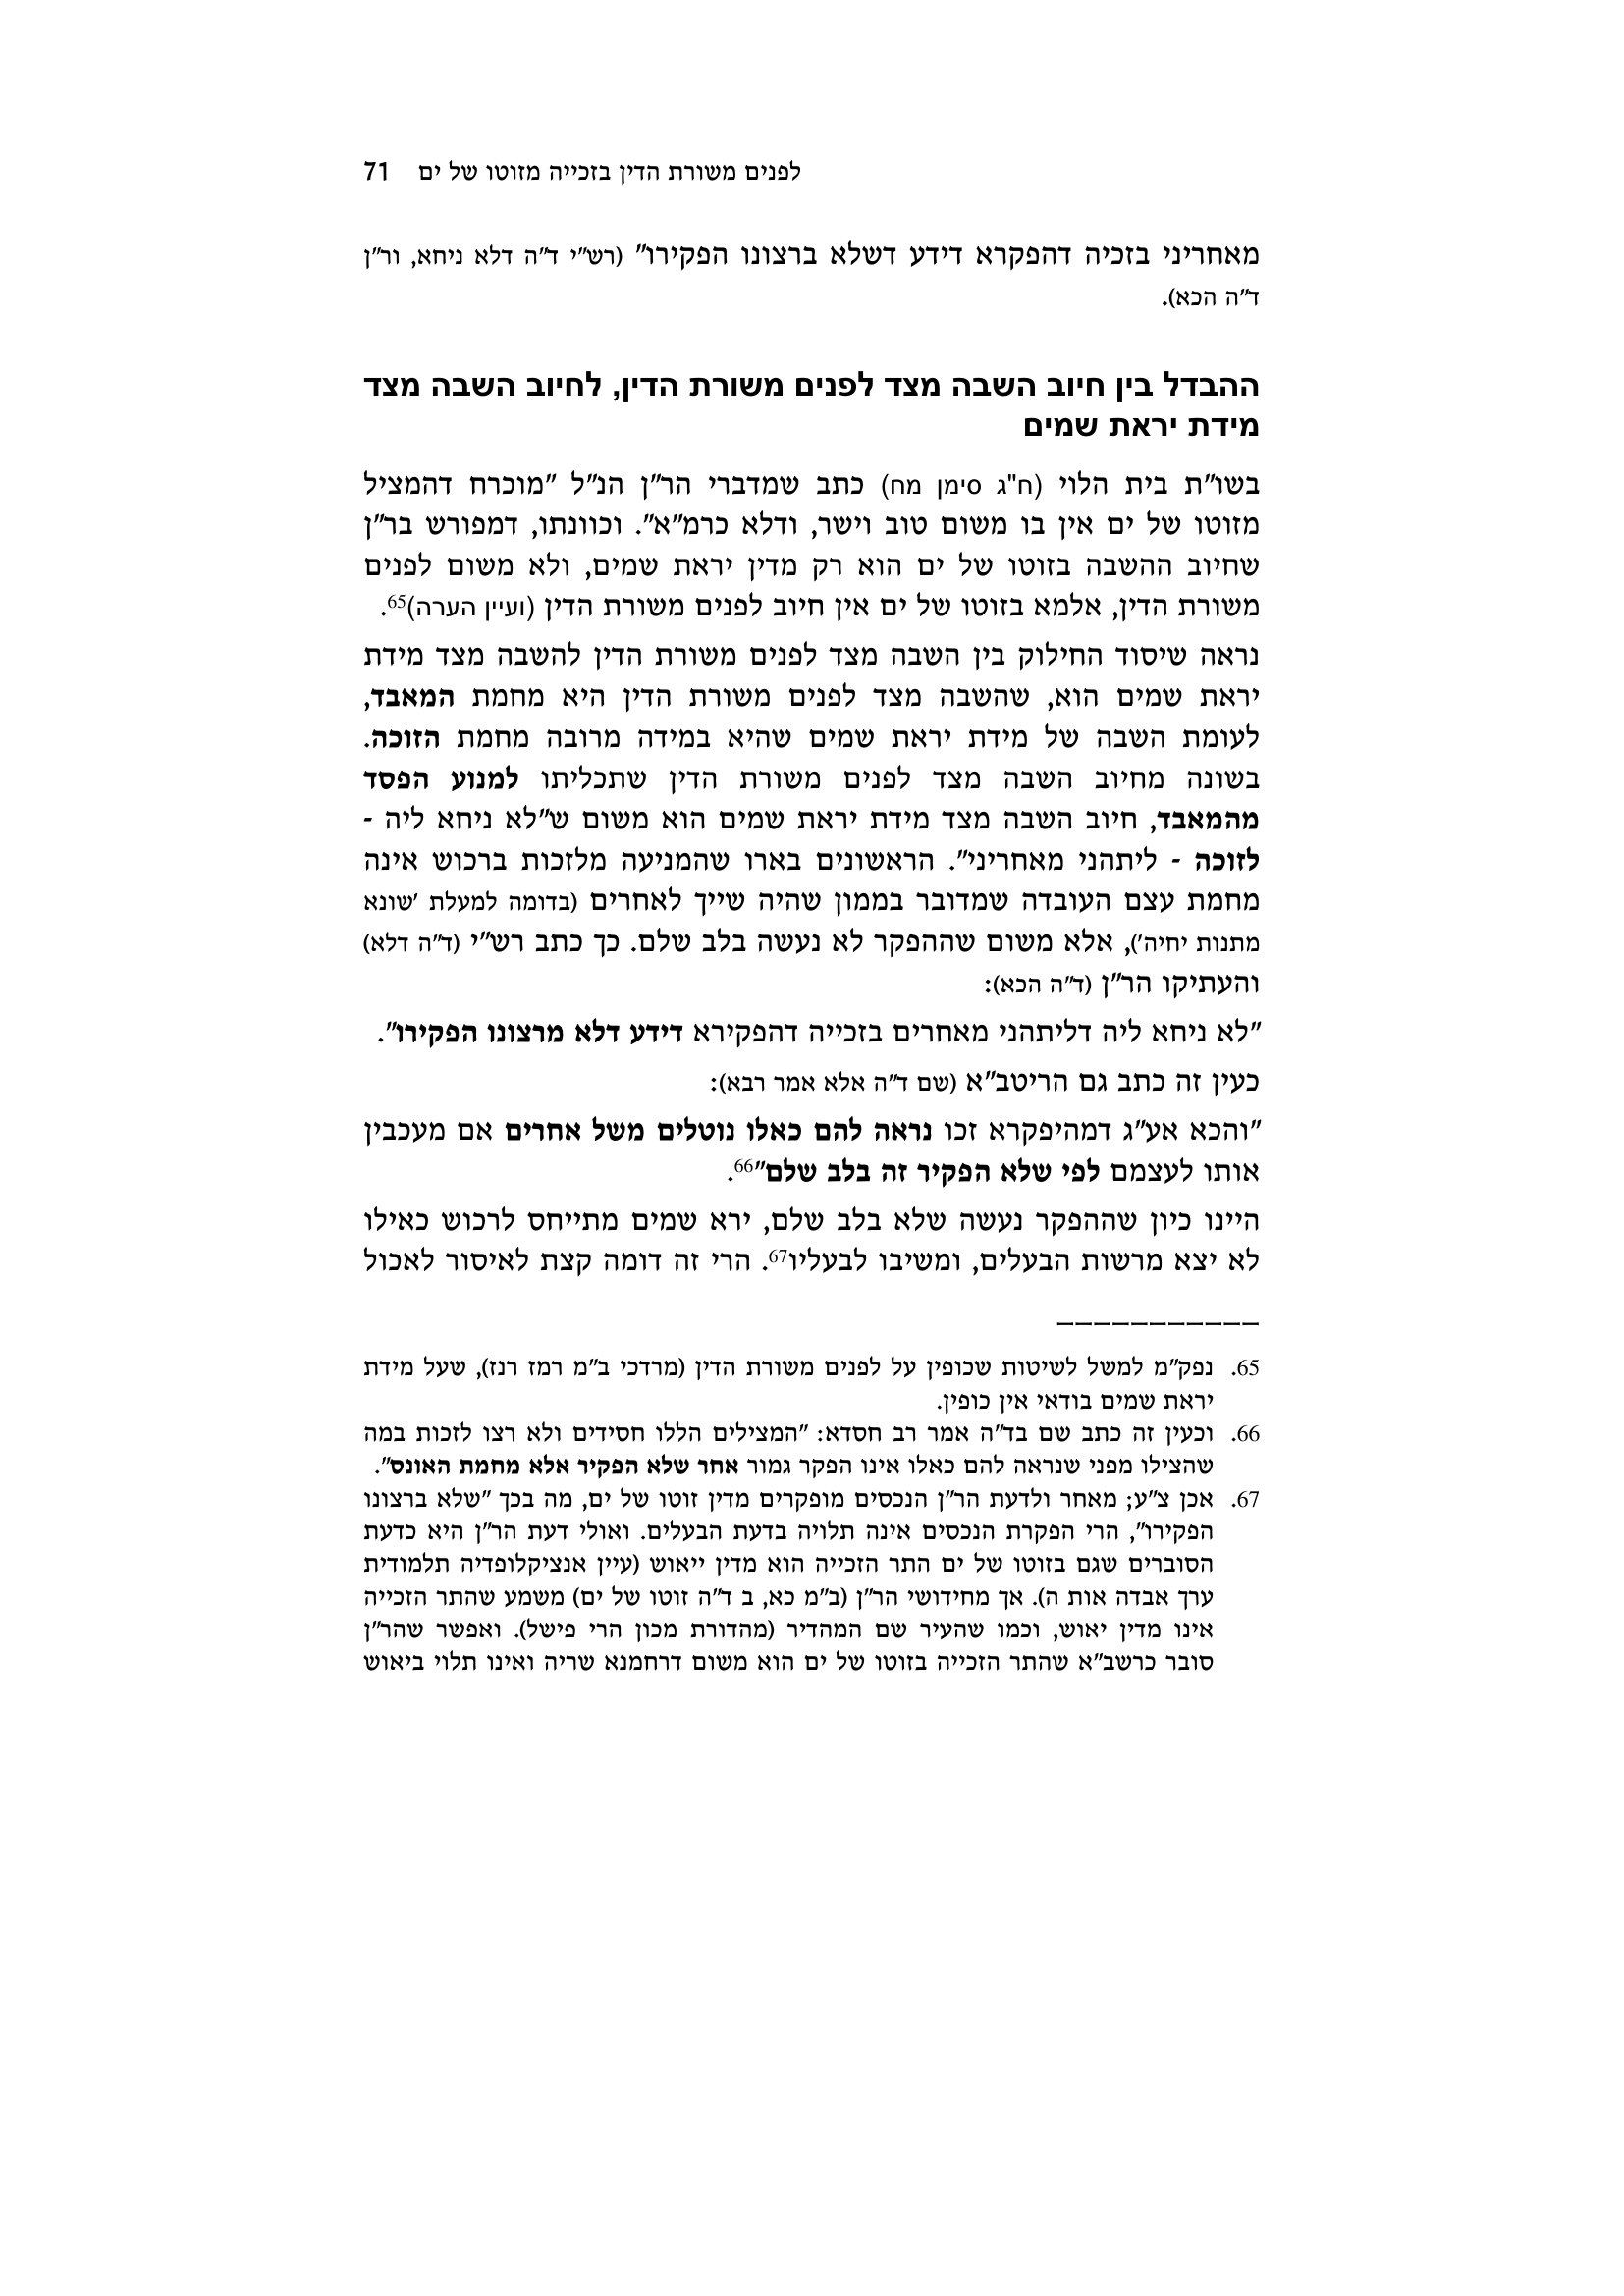 לפנים משורת הדין בזכייה מזוטו של ים 71
מאחריני בזכיה דהפקרא דידע דשלא ברצונו הפקירו" (רש"י ד"ה דלא ניחא, ור"ן
ד"ה הכא).
ההבדל בין חיוב השבה מצד לפנים משורת הדין, לחיוב השבה מצד
מידת יראת שמים
בשו"ת בית הלוי (ח"ג סימן מח) כתב שמדברי הר"ן הנ"ל "מוכרח דהמציל
מזוטו של ים אין בו משום טוב וישר, ודלא כרמ"א". וכוונתו, דמפורש בר"ן
שחיוב ההשבה בזוטו של ים הוא רק מדין יראת שמים, ולא משום לפנים
משורת הדין, אלמא בזוטו של ים אין חיוב לפנים משורת הדין (ועיין הערה)65.
נראה שיסוד החילוק בין השבה מצד לפנים משורת הדין להשבה מצד מידת
יראת שמים הוא, שהשבה מצד לפנים משורת הדין היא מחמת המאבד,
לעומת השבה של מידת יראת שמים שהיא במידה מרובה מחמת הזוכה.
בשונה מחיוב השבה מצד לפנים משורת הדין שתכליתו למנוע הפסד
מהמאבד, חיוב השבה מצד מידת יראת שמים הוא משום ש"לא ניחא ליה -
לזוכה - ליתהני מאחריני". הראשונים בארו שהמניעה מלזכות ברכוש אינה
מחמת עצם העובדה שמדובר בממון שהיה שייך לאחרים (בדומה למעלת 'שונא
מתנות יחיה'), אלא משום שההפקר לא נעשה בלב שלם. כך כתב רש"י (ד"ה דלא)
והעתיקו הר"ן (ד"ה הכא):
"לא ניחא ליה דליתהני מאחרים בזכייה דהפקירא דידע דלא מרצונו הפקירו".
כעין זה כתב גם הריטב"א (שם ד"ה אלא אמר רבא):
"והכא אע"ג דמהיפקרא זכו נראה להם כאלו נוטלים משל אחרים אם מעכבין
אותו לעצמם לפי שלא הפקיר זה בלב שלם"66.
היינו כיון שההפקר נעשה שלא בלב שלם, ירא שמים מתייחס לרכוש כאילו
לא יצא מרשות הבעלים, ומשיבו לבעליו67. הרי זה דומה קצת לאיסור לאכול
___________
65. נפק"מ למשל לשיטות שכופין על לפנים משורת הדין (מרדכי ב"מ רמז רנז), שעל מידת
יראת שמים בודאי אין כופין.
66. וכעין זה כתב שם בד"ה אמר רב חסדא: "המצילים הללו חסידים ולא רצו לזכות במה
שהצילו מפני שנראה להם כאלו אינו הפקר גמור אחר שלא הפקיר אלא מחמת האונס".
67. אכן צ"ע; מאחר ולדעת הר"ן הנכסים מופקרים מדין זוטו של ים, מה בכך "שלא ברצונו
הפקירו", הרי הפקרת הנכסים אינה תלויה בדעת הבעלים. ואולי דעת הר"ן היא כדעת
הסוברים שגם בזוטו של ים התר הזכייה הוא מדין ייאוש (עיין אנציקלופדיה תלמודית
ערך אבדה אות ה). אך מחידושי הר"ן (ב"מ כא, ב ד"ה זוטו של ים) משמע שהתר הזכייה
אינו מדין יאוש, וכמו שהעיר שם המהדיר (מהדורת מכון הרי פישל). ואפשר שהר"ן
סובר כרשב"א שהתר הזכייה בזוטו של ים הוא משום דרחמנא שריה ואינו תלוי ביאוש